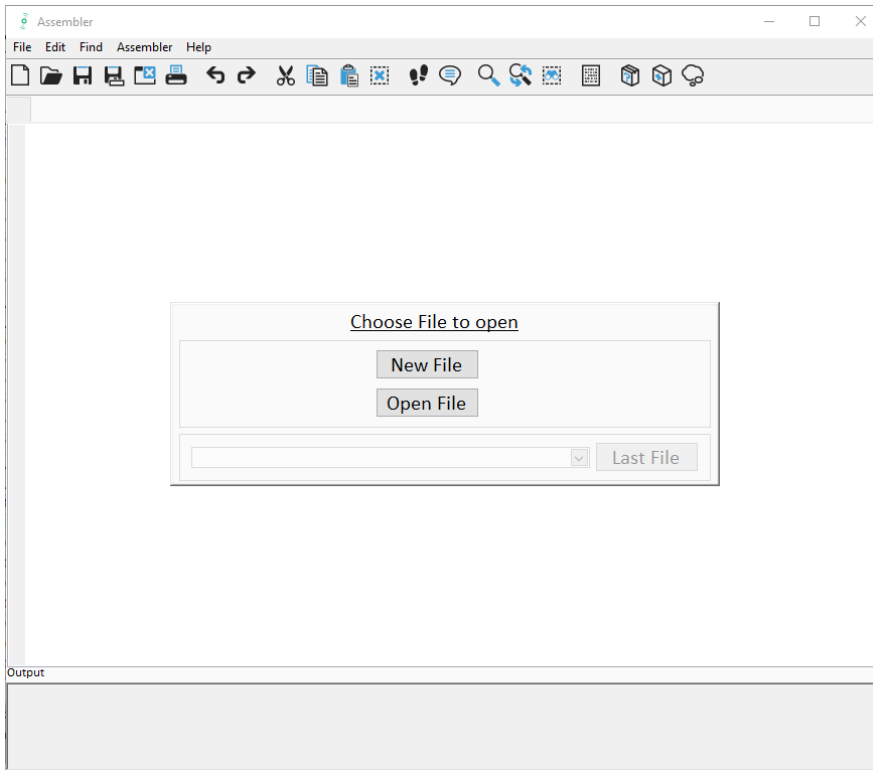 Assembler
File Edit Find Assembler Help
Choose File to open
New File
Open File
Last File
Output